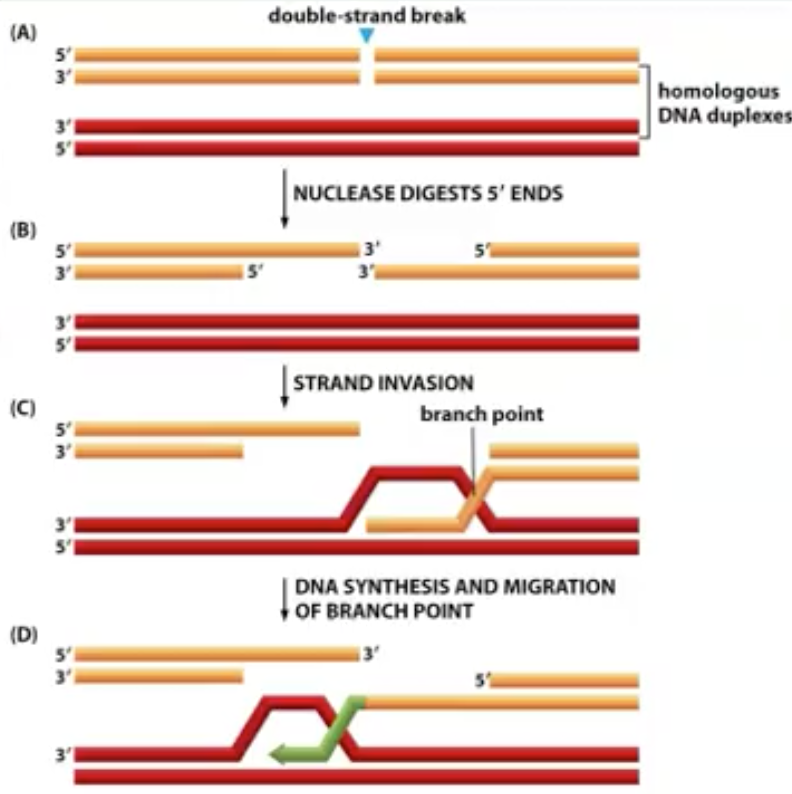 double-strand break
(A)
5′
3′
homologous
DNA duplexes
3′
5′
NUCLEASE DIGESTS 5′ ENDS
(B)
5′ 3′ 5′
3′ 5′ 3′
3′
5′
STRAND INVASION
(C)
branch point
5′
3′
3′
5′
DNA SYNTHESIS AND MIGRATION
OF BRANCH POINT
(D)
5′ 3′
3′ 5′
3′